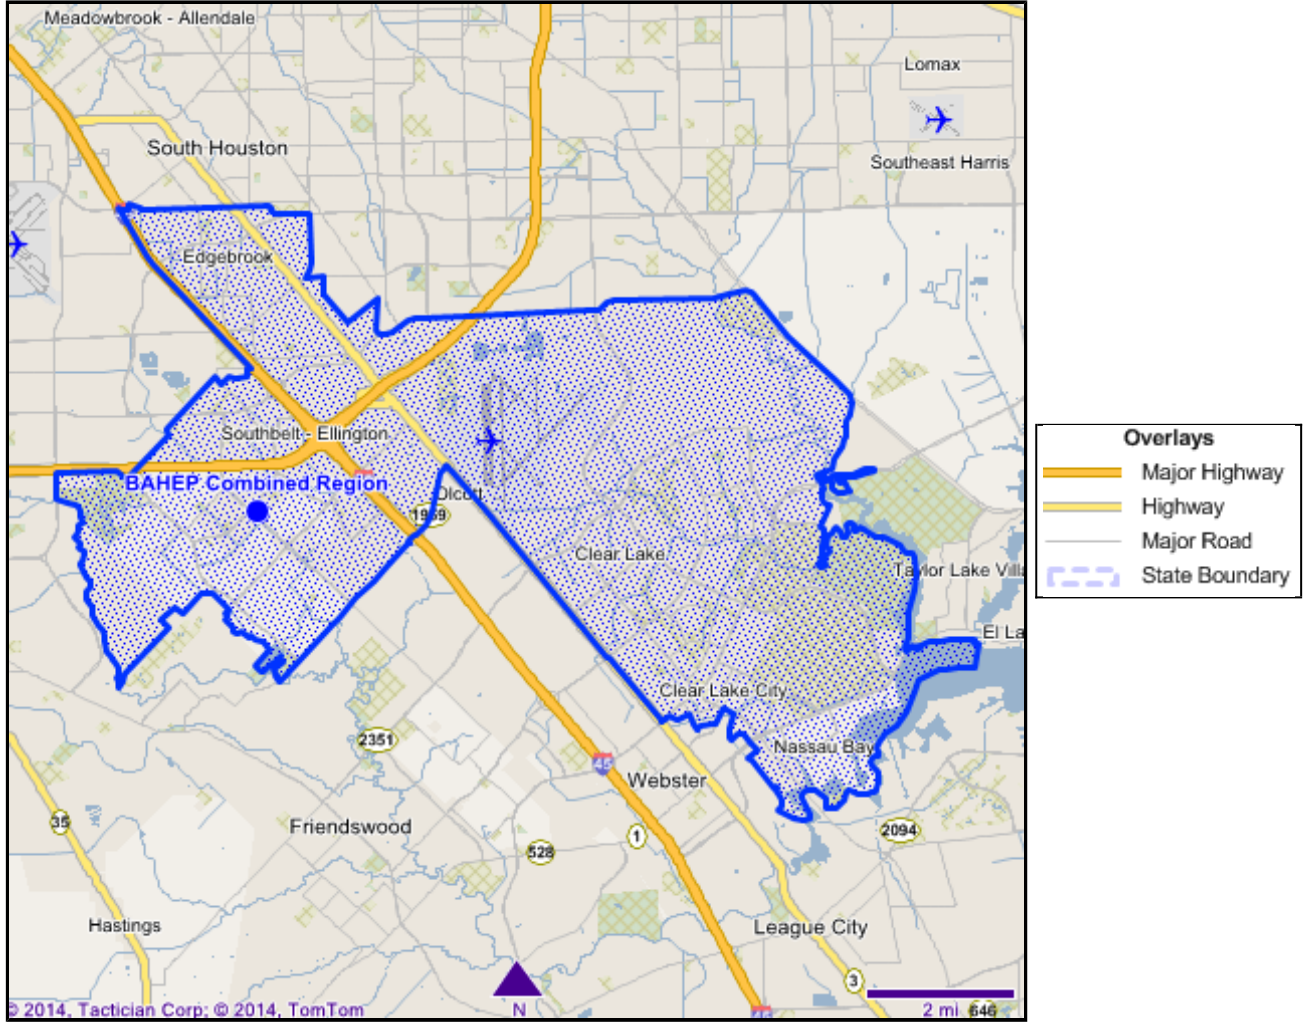 Meadowbrook - Allendale
Lomax
South Houston
Southeast Harris
Edgebrook
Southbelt - Ellington
BAHEP Combined Region
Olcott
1959
Clear Lake
Taylor Lake Villa
El La
Clear Lake City
2351
Nassau Bay
45
Webster
35
Friendswood
1
2094
528
Hastings
League City
3
N
2 mi
646
© 2014, Tactician Corp; © 2014, TomTom
Overlays
Major Highway
Highway
Major Road
State Boundary